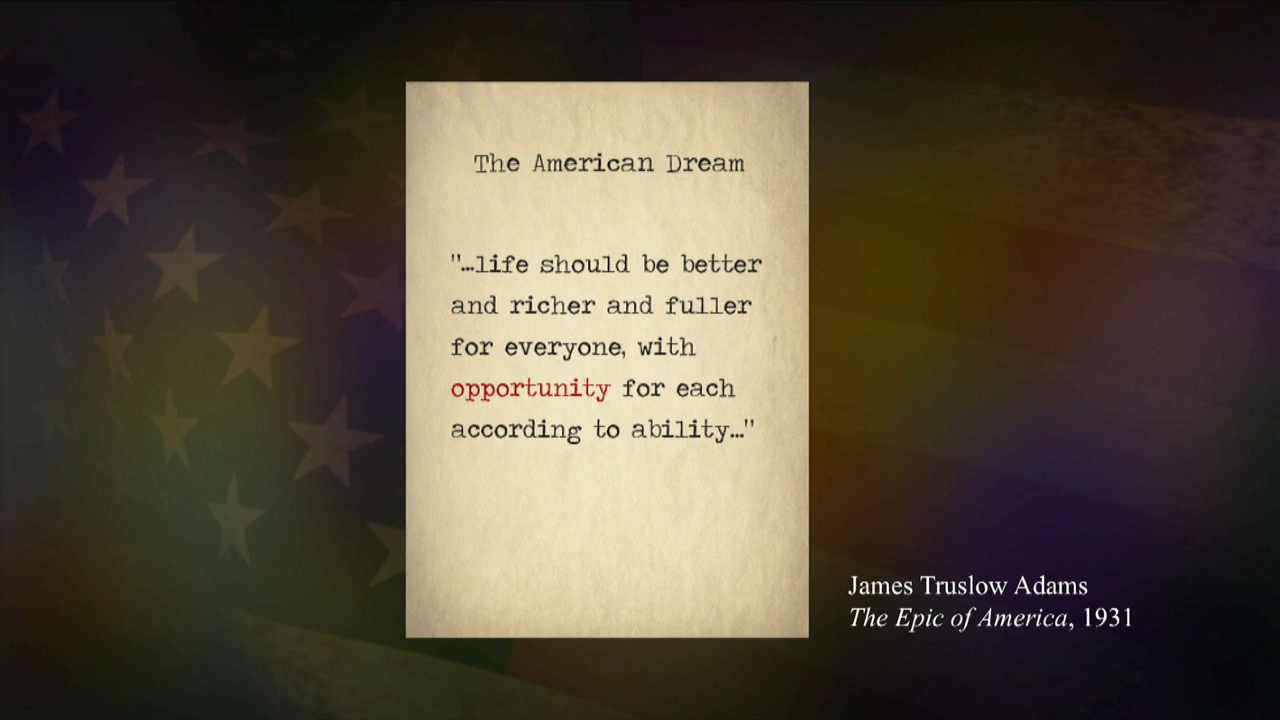 The American Dream
"...life should be better
and richer and fuller
for everyone, with
opportunity for each
according to ability..."
James Truslow Adams
The Epic of America, 1931